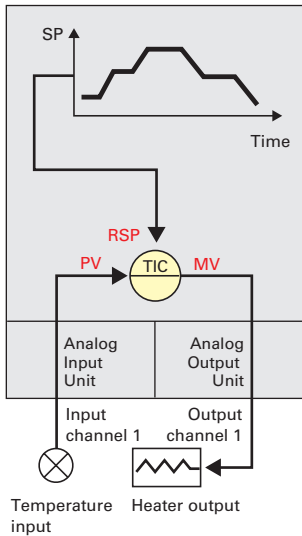 SP
Time
RSP
PV
TIC
MV
Analog
Input
Unit
Analog
Output
Unit
Input
channel 1
Output
channel 1
Temperature
input
Heater output